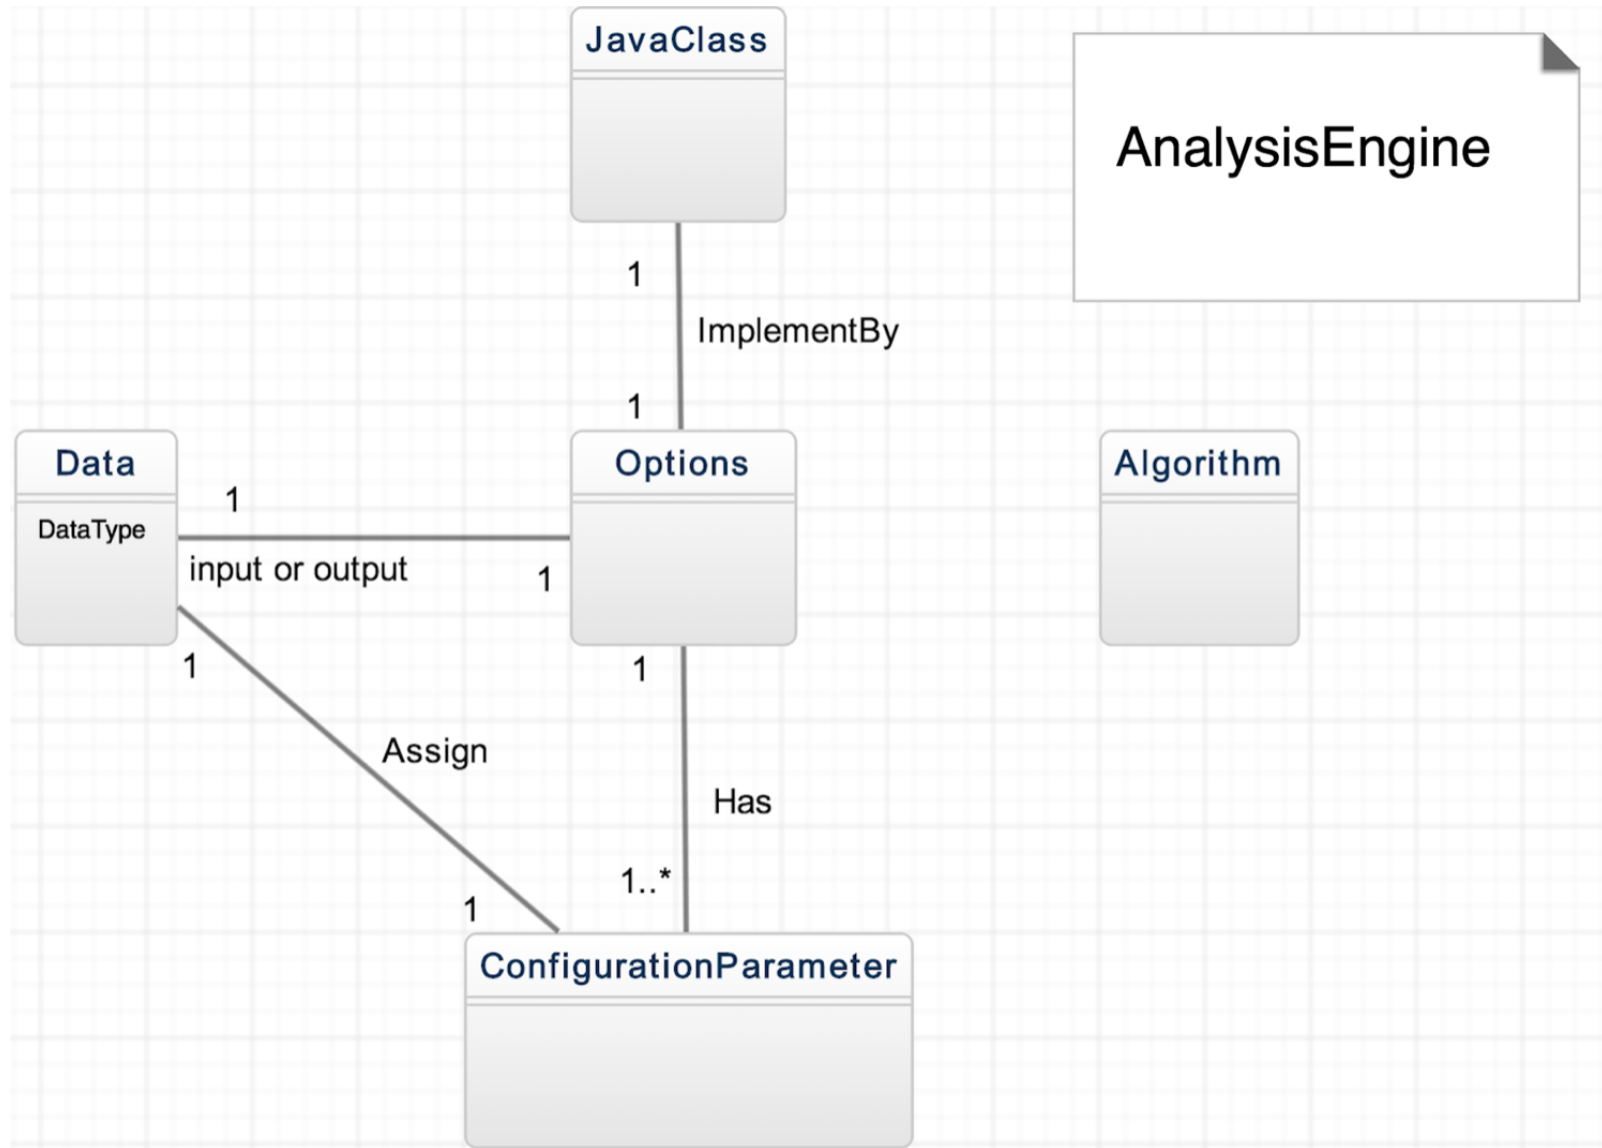 JavaClass
AnalysisEngine
1
ImplementBy
1
Data
Options
Algorithm
1
DataType
input or output
1
1
1
Assign
Has
1..*
1
ConfigurationParameter